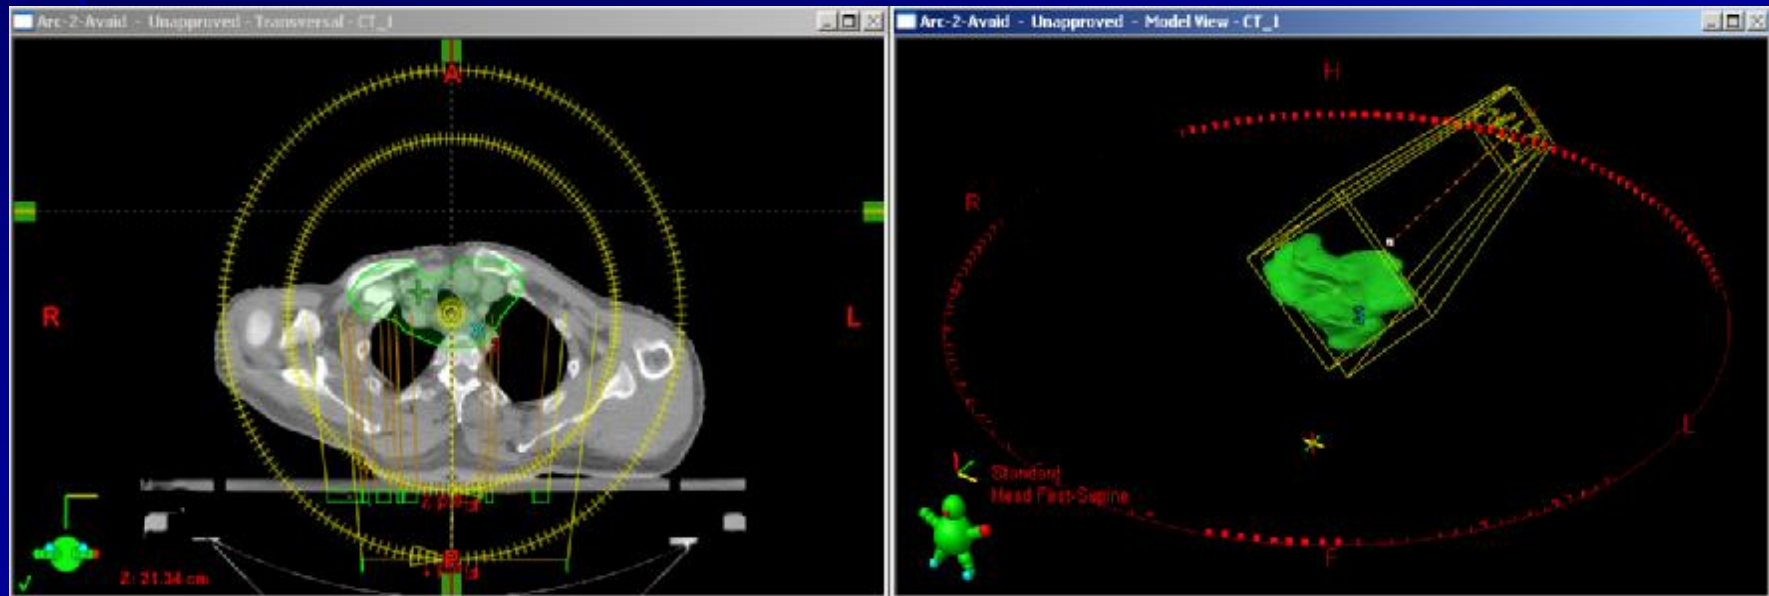 Arc-2-Avoid - Unapproved - Transversal - CT_1
A
R
L
P
Z: 21.34 cm
Arc-2-Avoid - Unapproved - Model View - CT_1
H
R
L
Standard
Head First-Supine
F